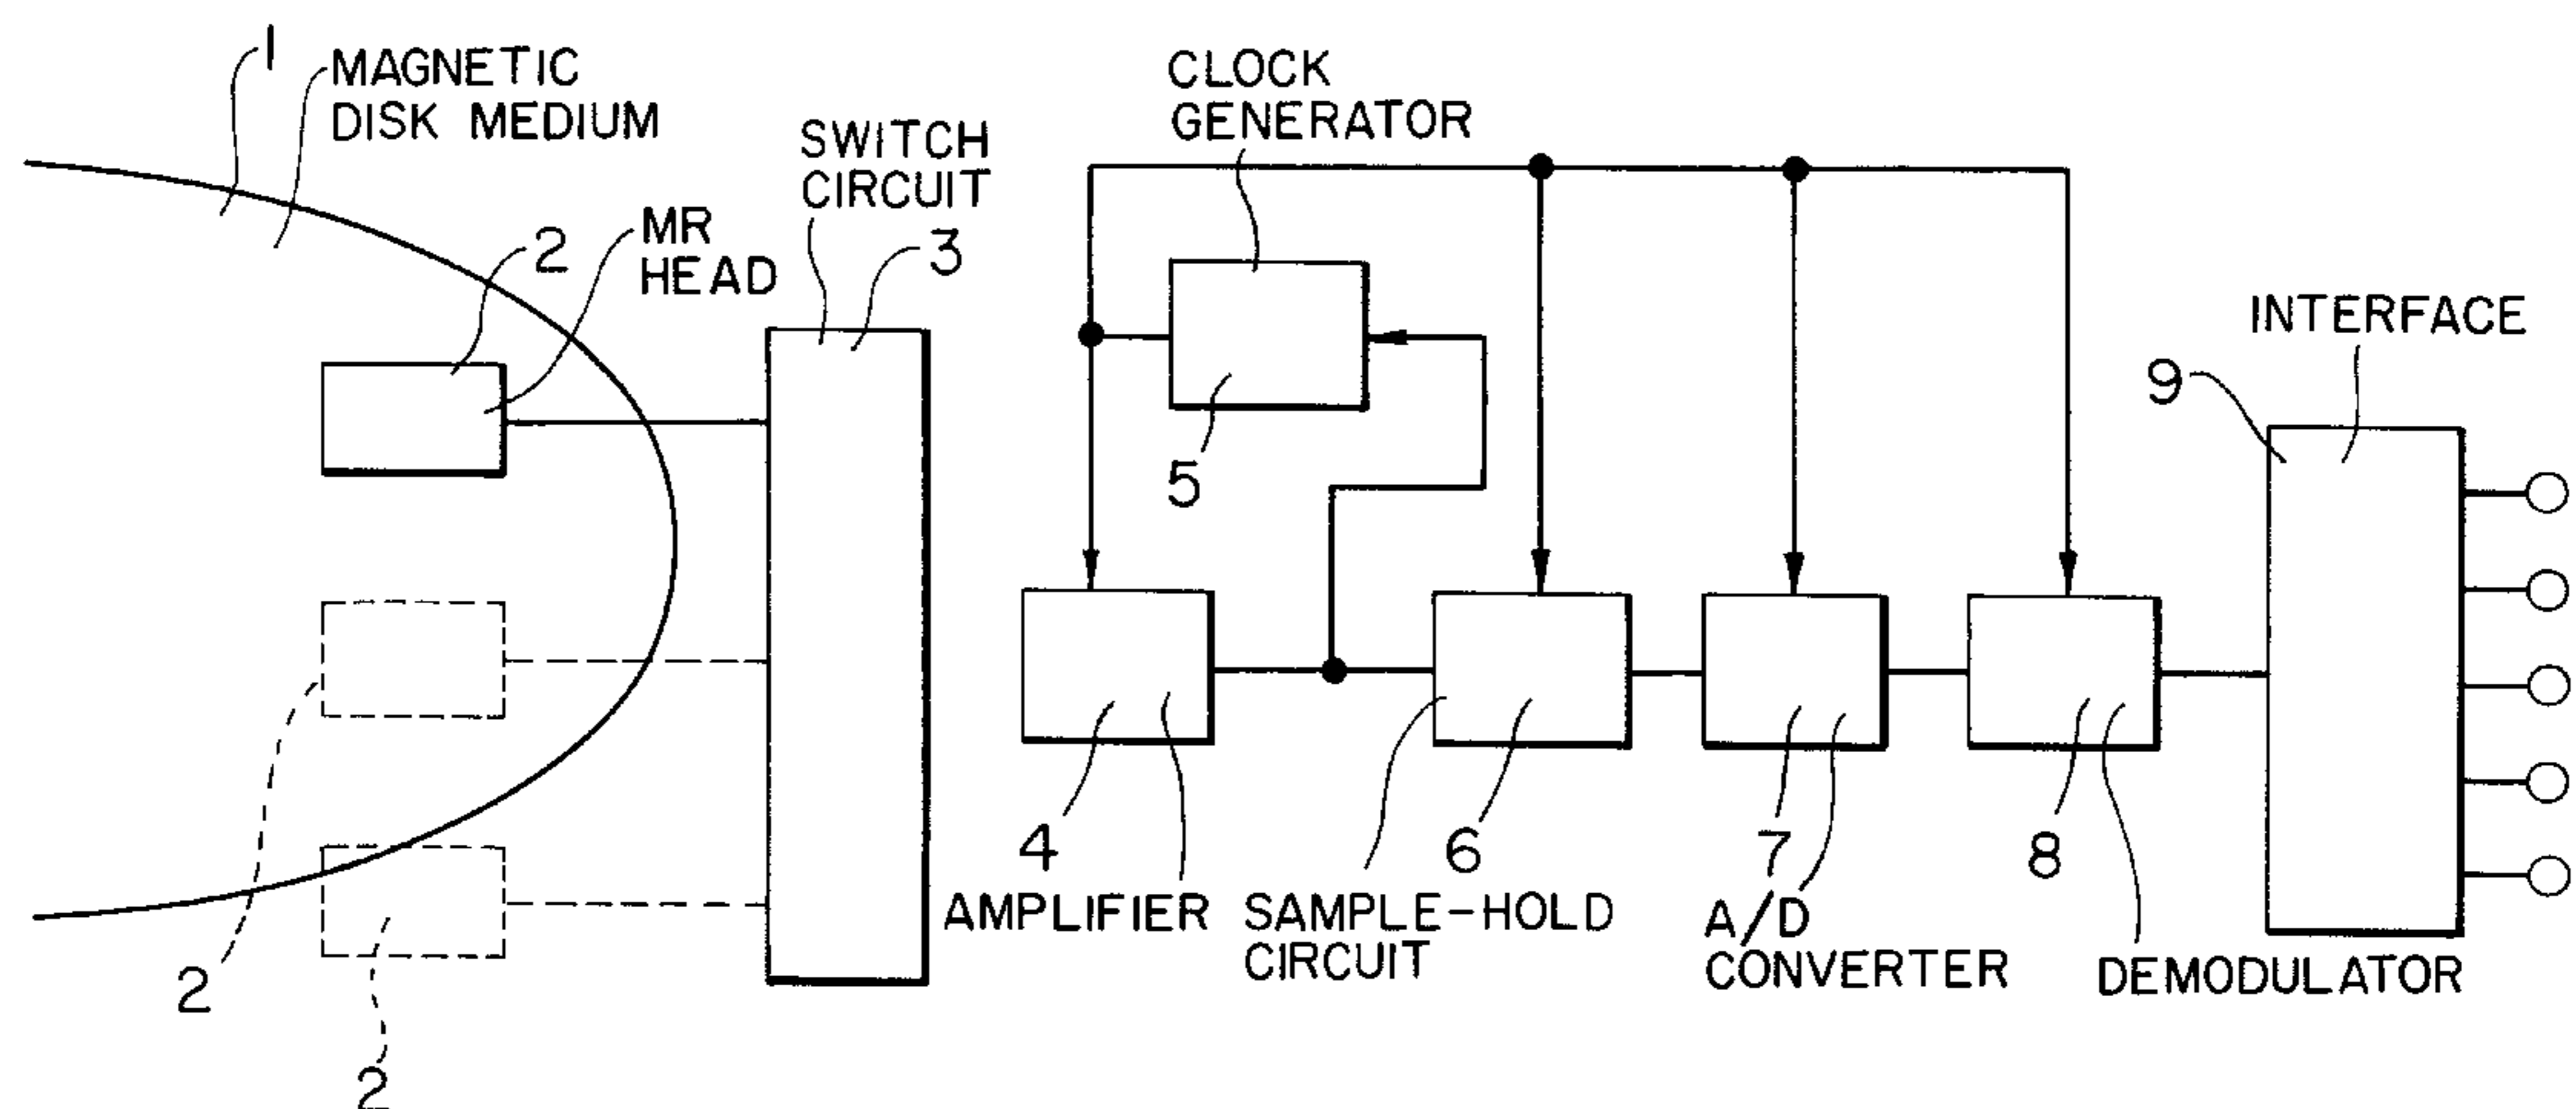 1
MAGNETIC
DISK MEDIUM
2
MR
HEAD
SWITCH
CIRCUIT
3
CLOCK
GENERATOR
5
INTERFACE
9
4
AMPLIFIER
SAMPLE-HOLD
CIRCUIT
6
7
A/D
CONVERTER
8
DEMODULATOR
2
2